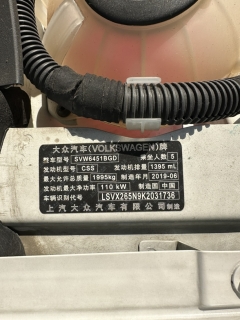 大众汽车(VOLKSWAGEN)牌
整车型号 SVW6451BGD 乘坐人数 5
发动机型号 CSS 发动机排量 1395 mL
最大允许总质量 1995kg 制造年月 2019-06
发动机最大净功率 110 kW 制造国 中国
车辆识别代号 LSVX265N9K2031736
上汽大众汽车有限公司 制造